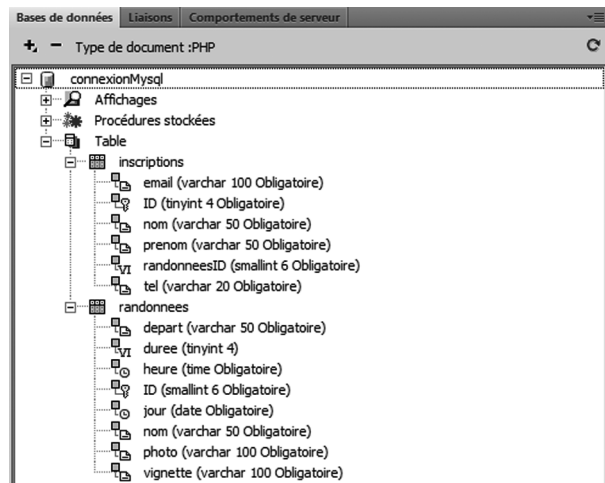 Bases de données Liaisons Comportements de serveur
Type de document :PHP
connexionMysql
Affichages
Procédures stockées
Table
inscriptions
email (varchar 100 Obligatoire)
ID (tinyint 4 Obligatoire)
nom (varchar 50 Obligatoire)
prenom (varchar 50 Obligatoire)
randonneesID (smallint 6 Obligatoire)
tel (varchar 20 Obligatoire)
randonnees
depart (varchar 50 Obligatoire)
duree (tinyint 4)
heure (time Obligatoire)
ID (smallint 6 Obligatoire)
jour (date Obligatoire)
nom (varchar 50 Obligatoire)
photo (varchar 100 Obligatoire)
vignette (varchar 100 Obligatoire)